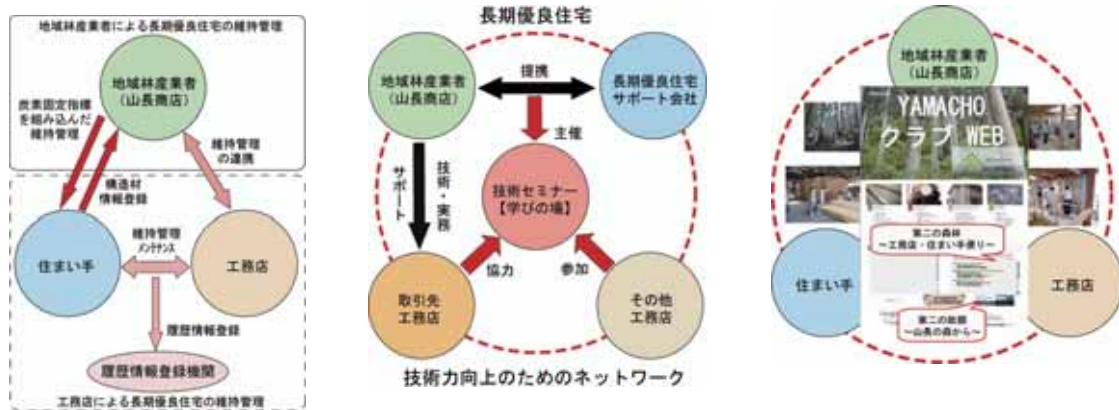 地域林産業者による長期優良住宅の維持管理
地域林産業者
（山長商店）
炭素固定指標
を組み込んだ
維持管理
維持管理
の連携
構造材
情報登録
維持管理
メンテナンス
住まい手
工務店
履歴情報登録
履歴情報登録機関
工務店による長期優良住宅の維持管理
長期優良住宅
地域林産業者
（山長商店）
提携
長期優良住宅
サポート会社
主催
サポート
技術・実務
技術セミナー
【学びの場】
協力
参加
取引先
工務店
その他
工務店
技術力向上のためのネットワーク
地域林産業者
（山長商店）
YAMACHO
クラブ WEB
第二の森林
～工務店・住まい手便り～
住まい手
工務店
～山長の森から～